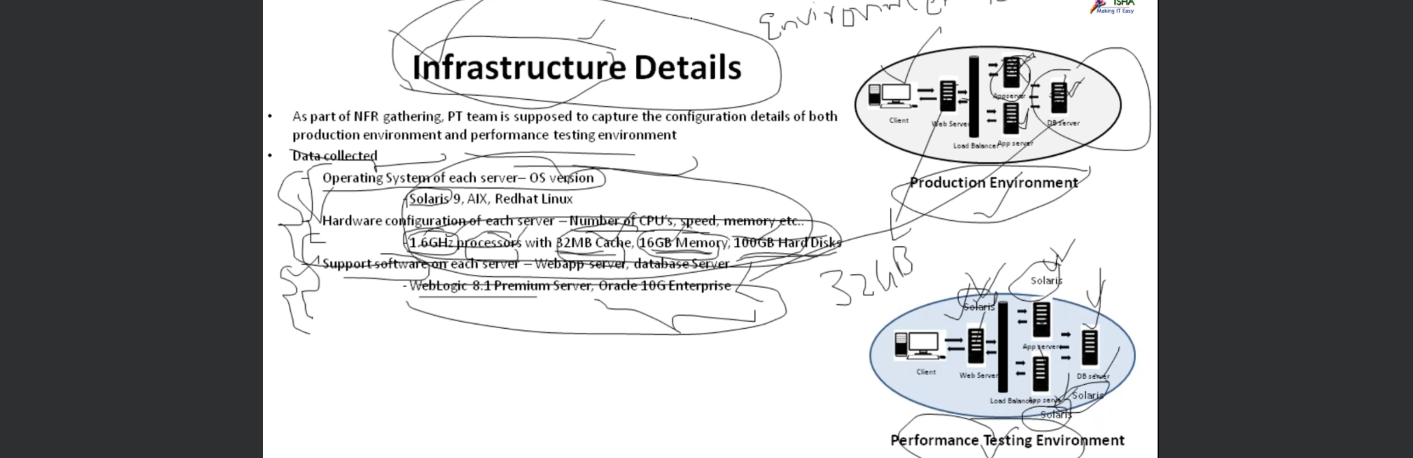 Environme
ISHA
Making IT Easy
Infrastructure Details
• As part of NFR gathering, PT team is supposed to capture the configuration details of both
production environment and performance testing environment
• Data collected
Operating System of each server– OS version
-Solaris 9, AIX, Redhat Linux
Hardware configuration of each server – Number of CPU's, speed, memory etc..
-1.6GHz processors with 32MB Cache, 16GB Memory, 100GB Hard Disks
Support software on each server – Webapp server, database Server
- WebLogic 8.1 Premium Server, Oracle 10G Enterprise
Client
Web Server
Load Balancer
App server
App server
DB server
Production Environment
32GB
Solaris
Solaris
Client
Web Server
Load Balancer
App server
App server
DB server
Solaris
Solaris
Performance Testing Environment